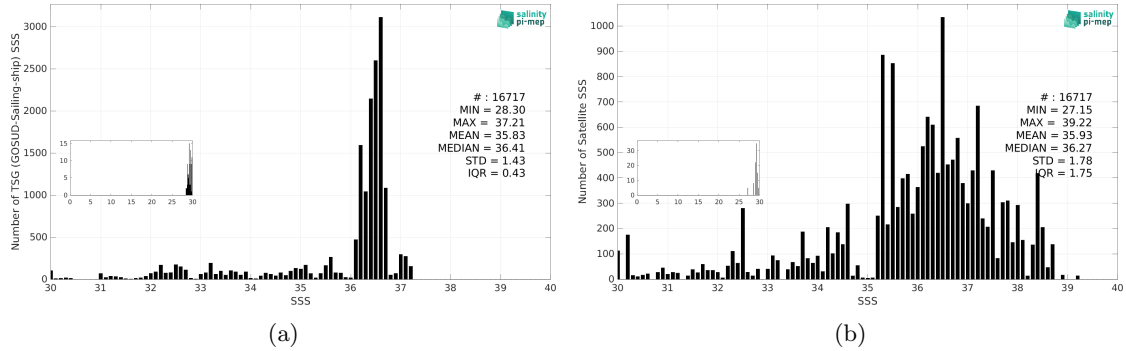 Number of TSG (GOSUD-Sailing-ship) SSS
3000
2500
2000
1500
1000
500
0
salinity
pi-mep
# : 16717
MIN = 28.30
MAX = 37.21
MEAN = 35.83
MEDIAN = 36.41
STD = 1.43
IQR = 0.43
15
10
5
0
0 5 10 15 20 25 30
30 31 32 33 34 35 36 37 38 39 40
SSS
(a)
Number of Satellite SSS
1000
900
800
700
600
500
400
300
200
100
0
salinity
pi-mep
# : 16717
MIN = 27.15
MAX = 39.22
MEAN = 35.93
MEDIAN = 36.27
STD = 1.78
IQR = 1.75
30
20
10
0
0 5 10 15 20 25 30
30 31 32 33 34 35 36 37 38 39 40
SSS
(b)